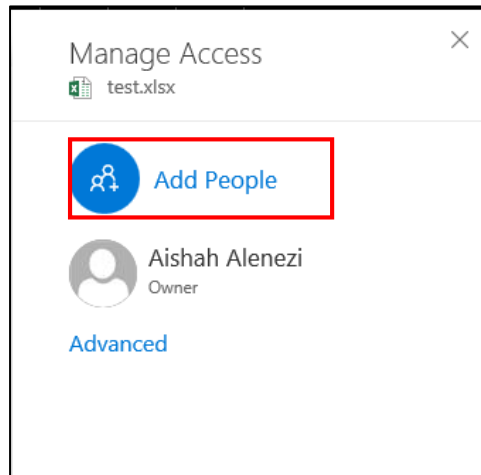 Manage Access
test.xlsx
Add People
Aishah Alenezi
Owner
Advanced